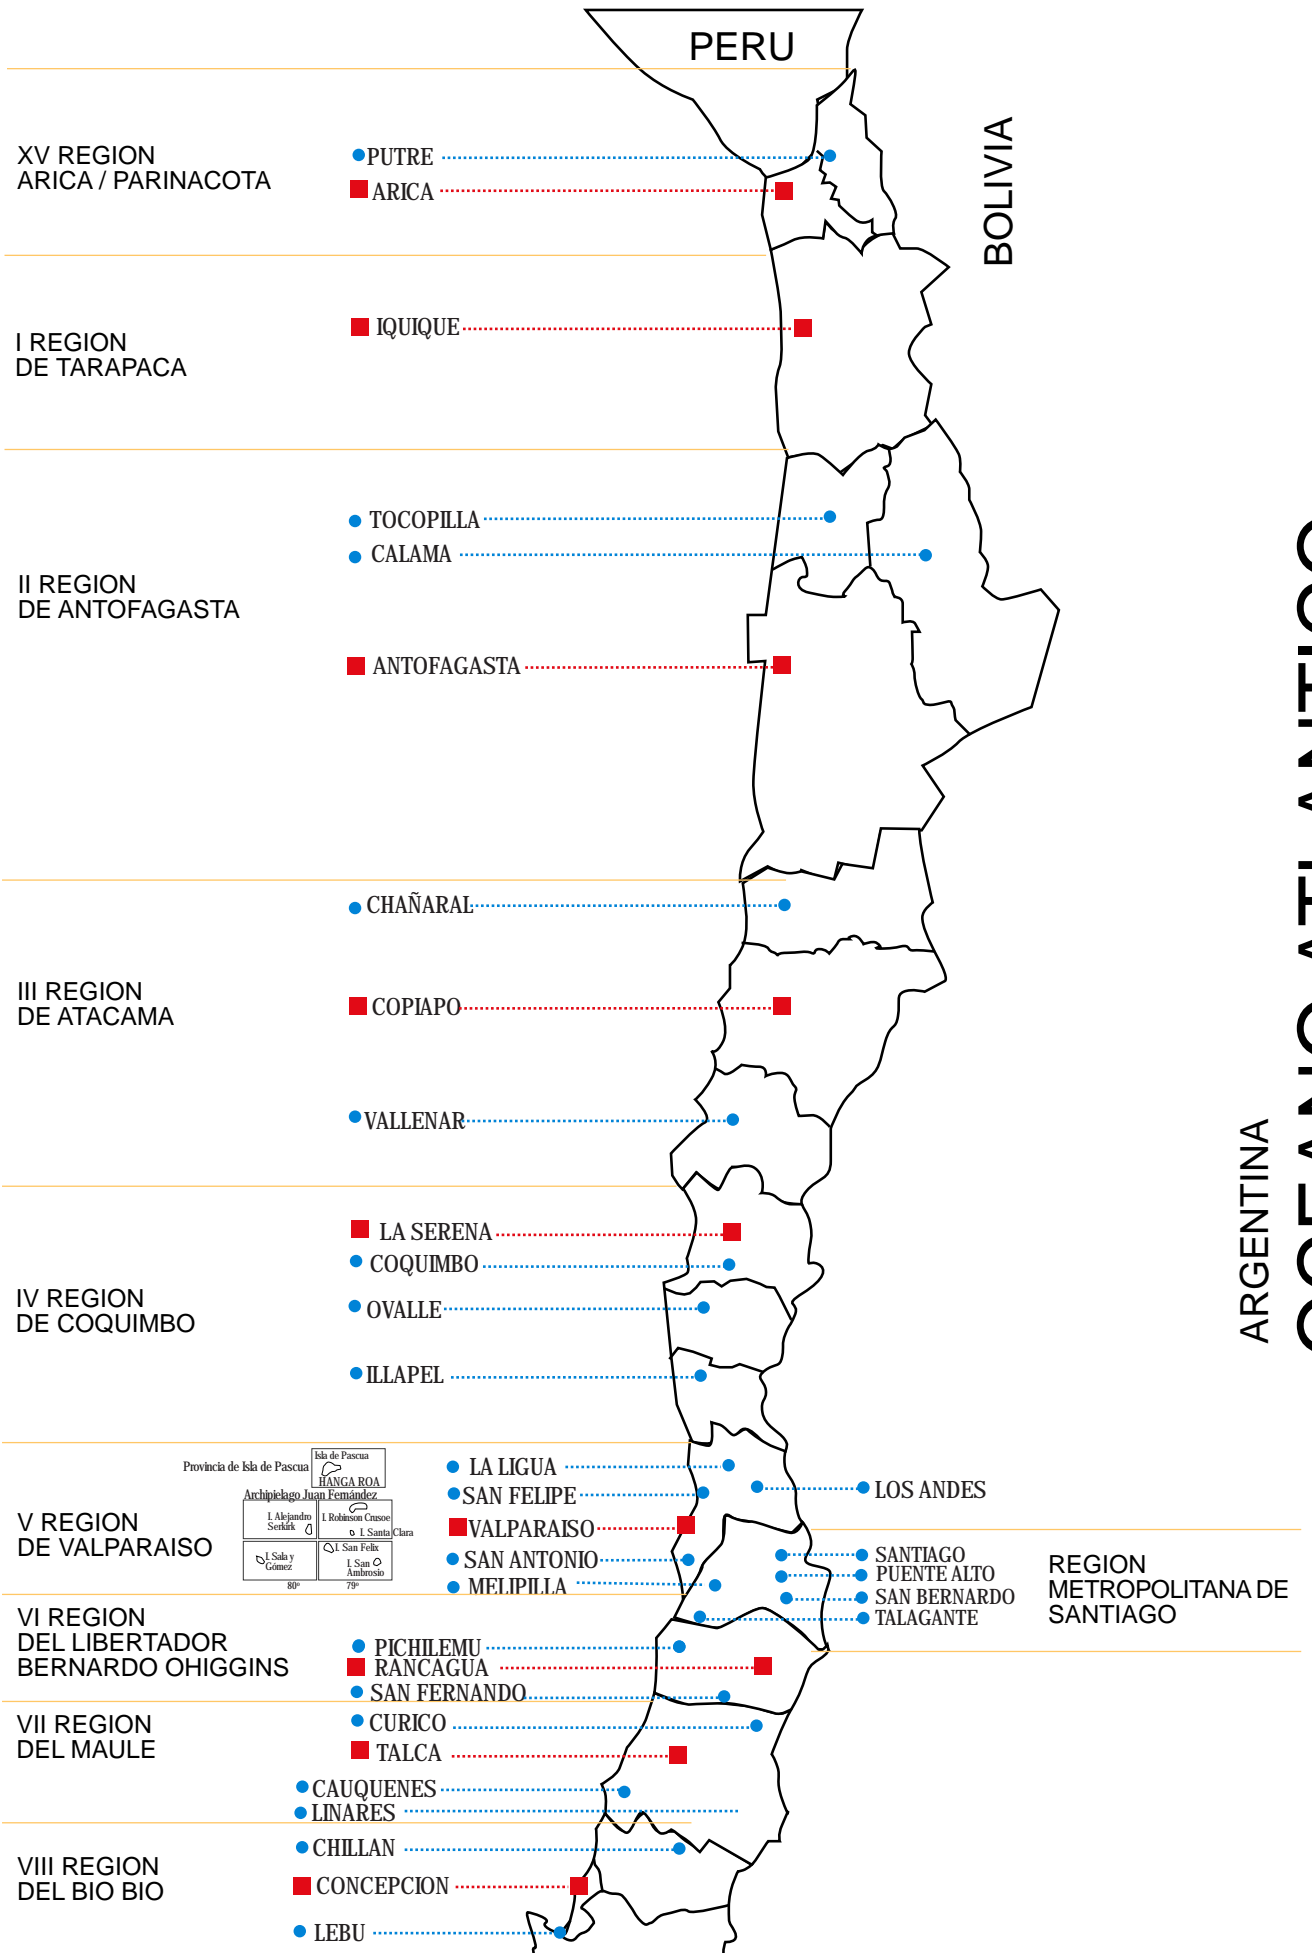 PERU
BOLIVIA
XV REGION
ARICA / PARINACOTA
PUTRE
ARICA
I REGION
DE TARAPACA
IQUIQUE
II REGION
DE ANTOFAGASTA
TOCOPILLA
CALAMA
ANTOFAGASTA
III REGION
DE ATACAMA
CHAÑARAL
COPIAPO
VALLENAR
ARGENTINA
OCEANO ATLANTICO
IV REGION
DE COQUIMBO
LA SERENA
COQUIMBO
OVALLE
ILLAPEL
V REGION
DE VALPARAISO
Provincia de Isla de Pascua
Isla de Pascua
HANGA ROA
Archipielago Juan Fernández
I. Alejandro
Serkirk
I. Robinson Crusoe
I. Santa Clara
I. Sala y
Gómez
I. San Felix
I. San
Ambrosio
80º
79º
LA LIGUA
SAN FELIPE
VALPARAISO
SAN ANTONIO
MELIPILLA
LOS ANDES
SANTIAGO
PUENTE ALTO
SAN BERNARDO
TALAGANTE
REGION
METROPOLITANA DE
SANTIAGO
VI REGION
DEL LIBERTADOR
BERNARDO OHIGGINS
PICHILEMU
RANCAGUA
SAN FERNANDO
VII REGION
DEL MAULE
CURICO
TALCA
CAUQUENES
LINARES
VIII REGION
DEL BIO BIO
CHILLAN
CONCEPCION
LEBU